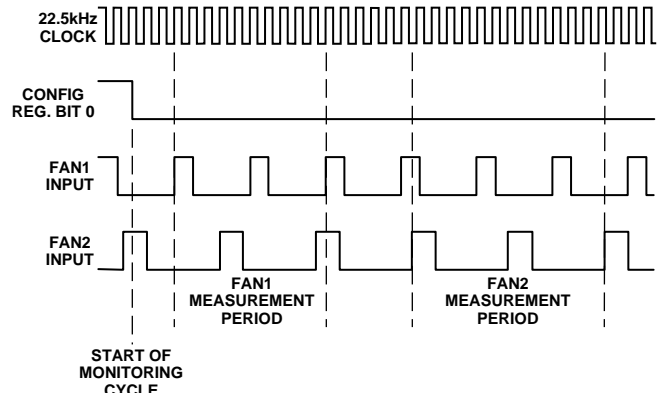 22.5kHz
CLOCK
CONFIG
REG. BIT 0
FAN1
INPUT
FAN2
INPUT
FAN1
MEASUREMENT
PERIOD
FAN2
MEASUREMENT
PERIOD
START OF
MONITORING
CYCLE